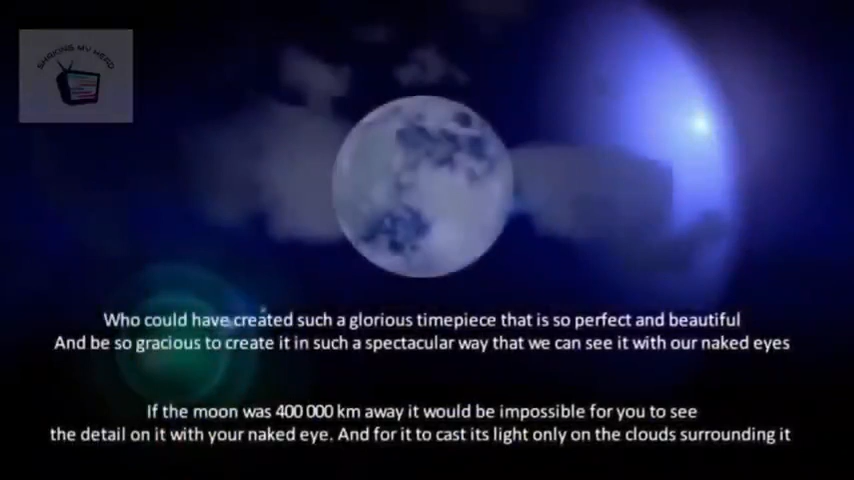 SHAKING MY HEAD
Who could have created such a glorious timepiece that is so perfect and beautiful
And be so gracious to create it in such a spectacular way that we can see it with our naked eyes
If the moon was 400 000 km away it would be impossible for you to see
the detail on it with your naked eye. And for it to cast its light only on the clouds surrounding it